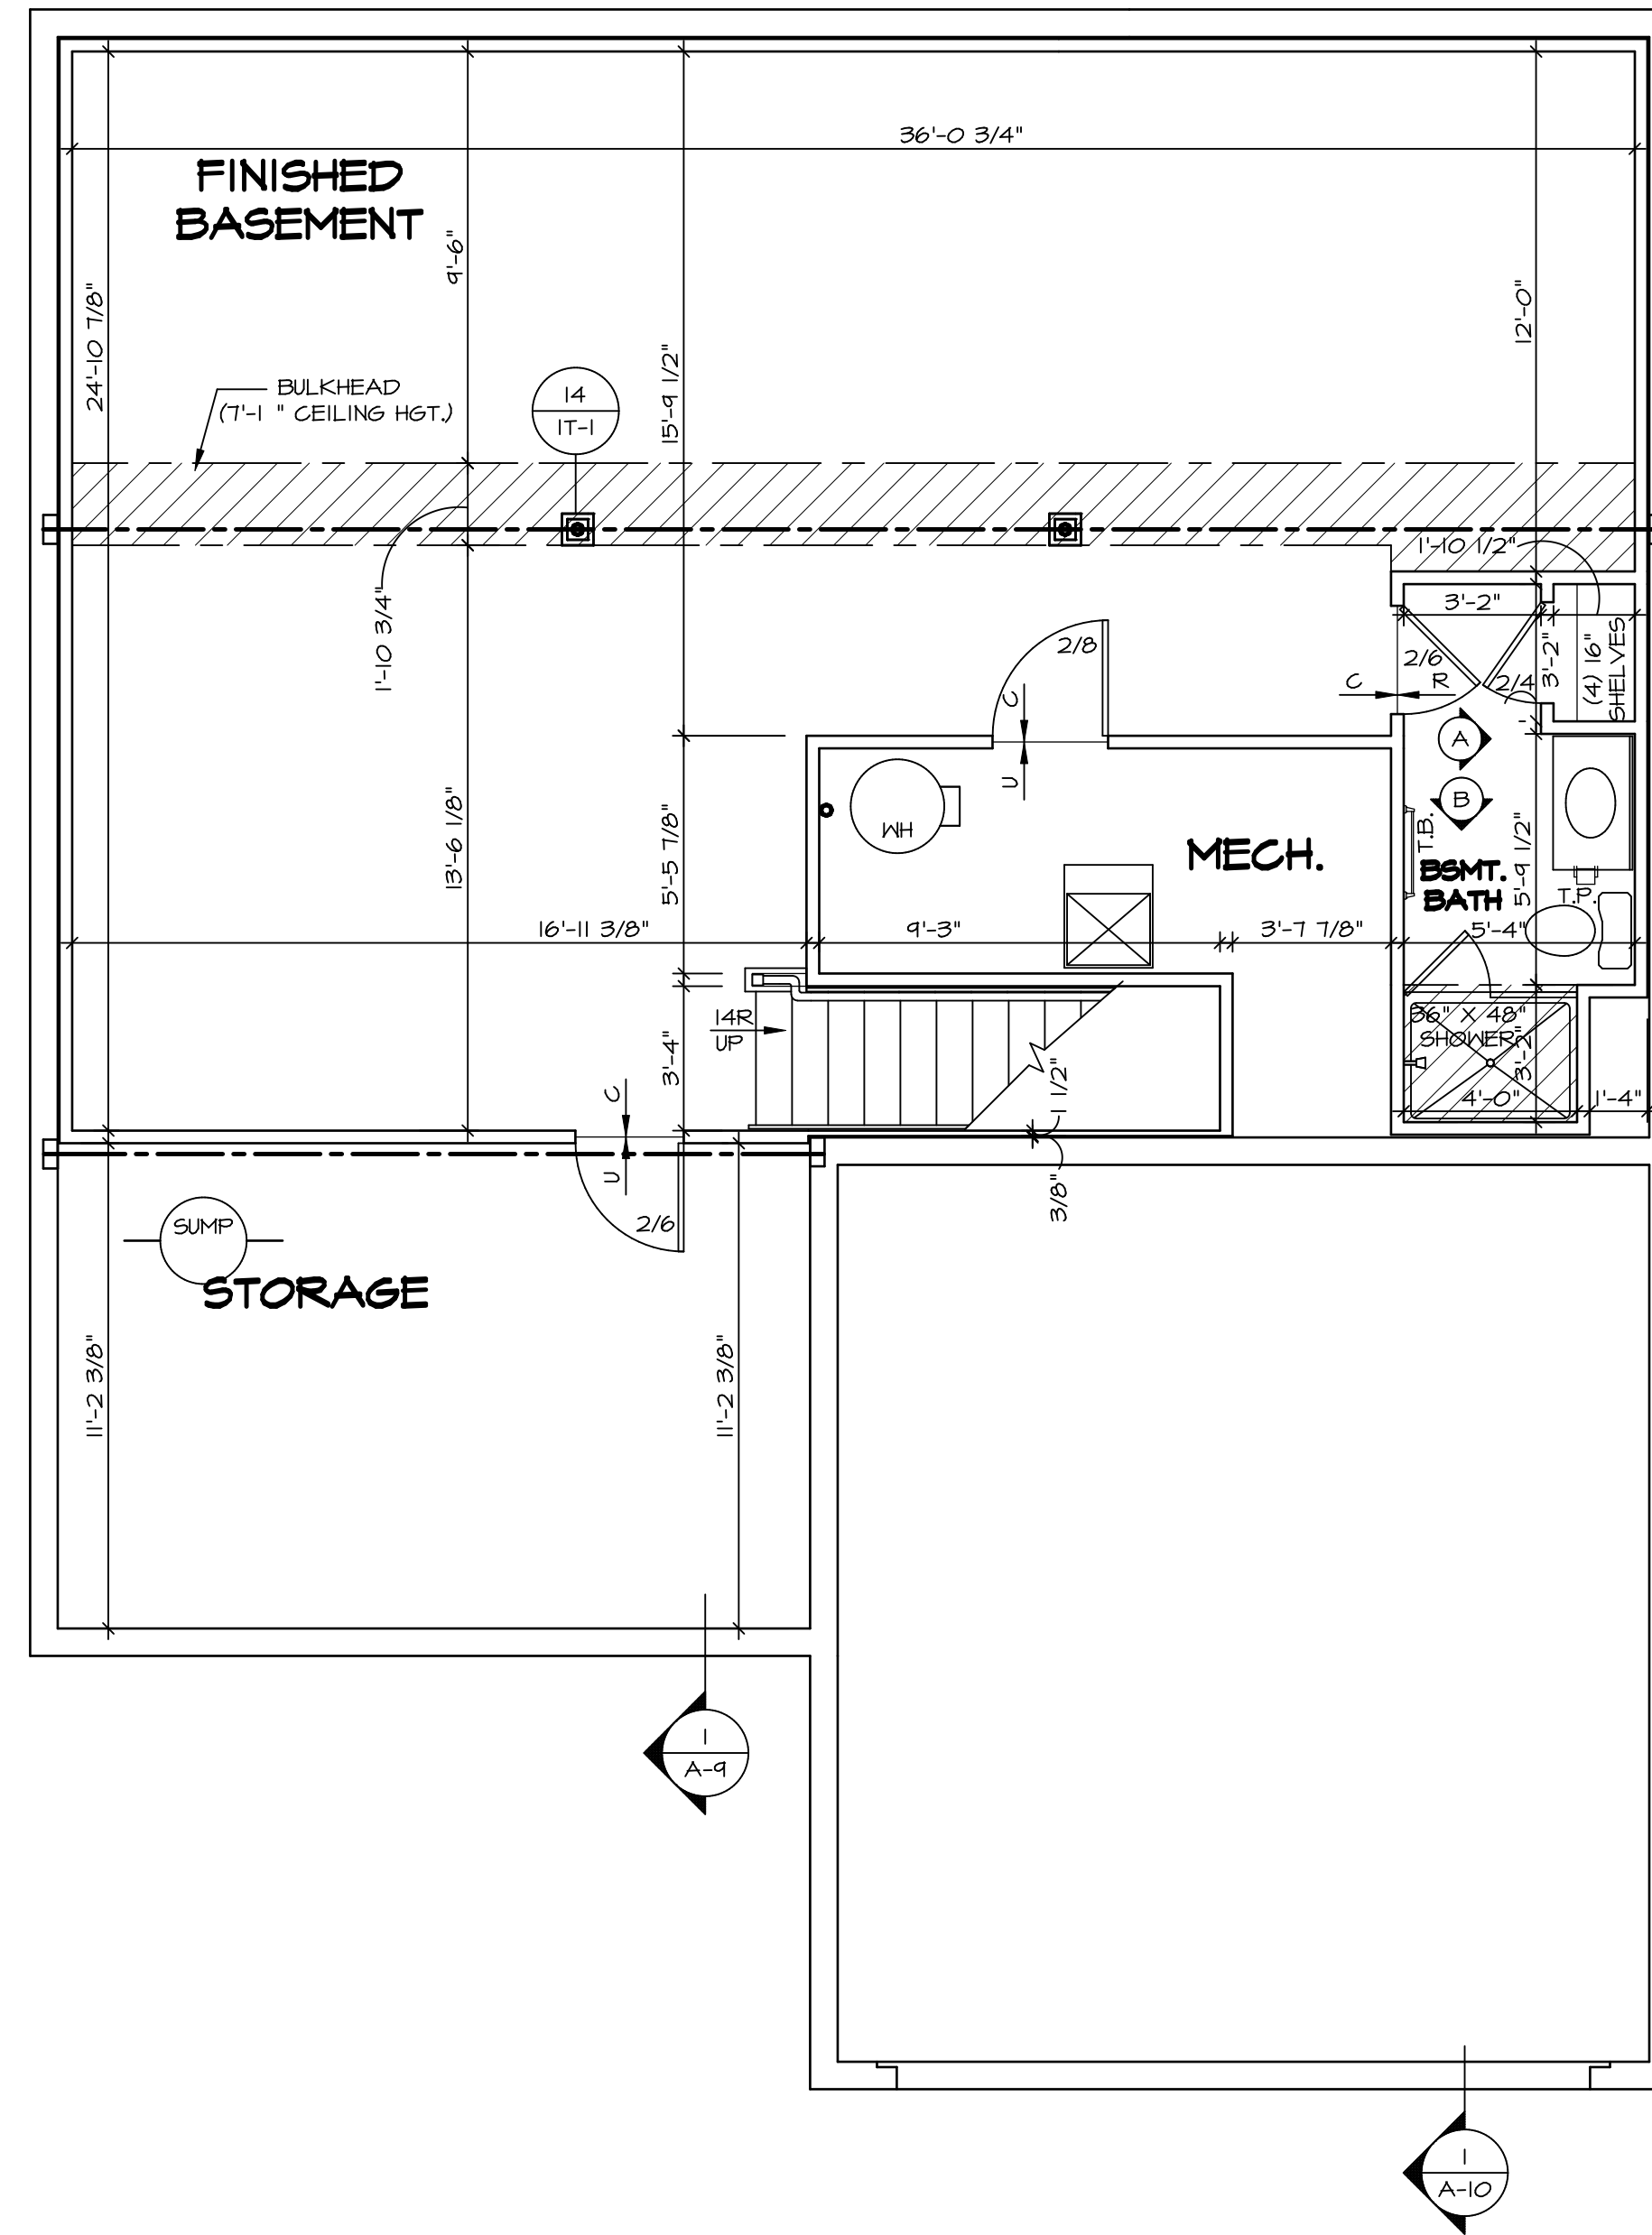 36'-0 3/4"
FINISHED
BASEMENT
9'-6"
24'-10 7/8"
12'-0"
15'-9 1/2"
BULKHEAD
(7'-1 " CEILING HGT.)
14
1T-1
1'-10 1/2"
1'-10 3/4"
3'-2"
2/8
2/6
3'-2"
(4) 16"
SHELVES
C
R
2/4
C
U
A
B
WH
MECH.
T.B.
BSMT.
BATH
5'-9 1/2"
T.P.
13'-6 1/8"
5'-5 7/8"
16'-11 3/8"
9'-3"
3'-7 7/8"
5'-4"
14R
UP
36" X 48"
SHOWER
3'-2"
3'-4"
1 1/2"
4'-0"
1'-4"
C
U
3/8"
2/6
SUMP
STORAGE
11'-2 3/8"
11'-2 3/8"
1
A-9
1
A-10